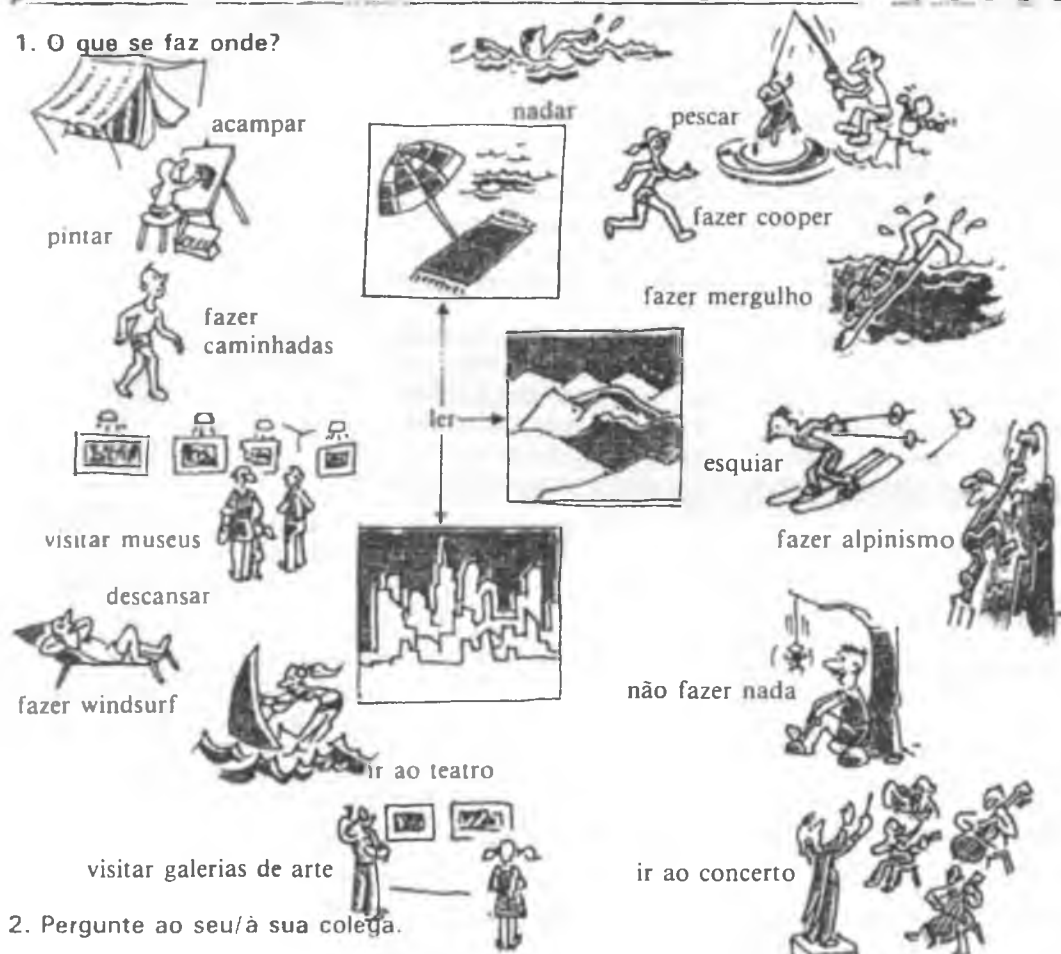 1. O que se faz onde?
nadar
acampar
pescar
pintar
fazer cooper
fazer mergulho
fazer
caminhadas
ler
esquiar
visitar museus
fazer alpinismo
descansar
não fazer nada
fazer windsurf
ir ao teatro
visitar galerias de arte
ir ao concerto
2. Pergunte ao seu/à sua colega.